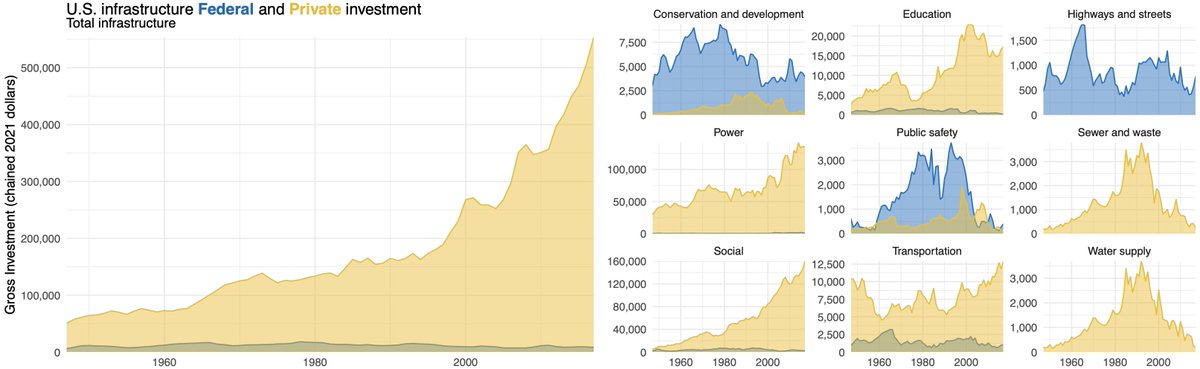 U.S. infrastructure Federal and Private investment
Total infrastructure
Gross Investment (chained 2021 dollars)
500,000
400,000
300,000
200,000
100,000
0
1960 1980 2000
Conservation and development
7,500
5,000
2,500
0
Education
20,000
15,000
10,000
5,000
0
Highways and streets
1,500
1,000
500
0
Power
100,000
50,000
0
Public safety
3,000
2,000
1,000
0
Sewer and waste
3,000
2,000
1,000
0
Social
160,000
120,000
80,000
40,000
0
1960 1980 2000
Transportation
12,500
10,000
7,500
5,000
2,500
0
1960 1980 2000
Water supply
3,000
2,000
1,000
0
1960 1980 2000